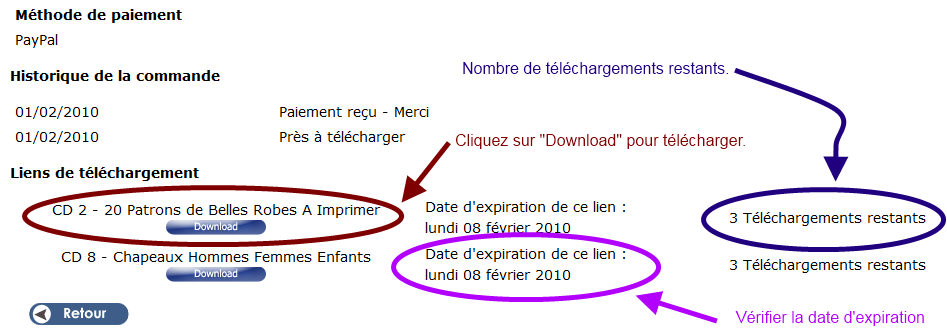 Méthode de paiement
PayPal
Historique de la commande
Nombre de téléchargements restants.
01/02/2010 Paiement reçu - Merci
01/02/2010 Près à télécharger
Cliquez sur "Download" pour télécharger.
Liens de téléchargement
CD 2 - 20 Patrons de Belles Robes A Imprimer
Download
Date d'expiration de ce lien :
lundi 08 février 2010
3 Téléchargements restants
CD 8 - Chapeaux Hommes Femmes Enfants
Download
Date d'expiration de ce lien :
lundi 08 février 2010
3 Téléchargements restants
Retour
Vérifier la date d'expiration